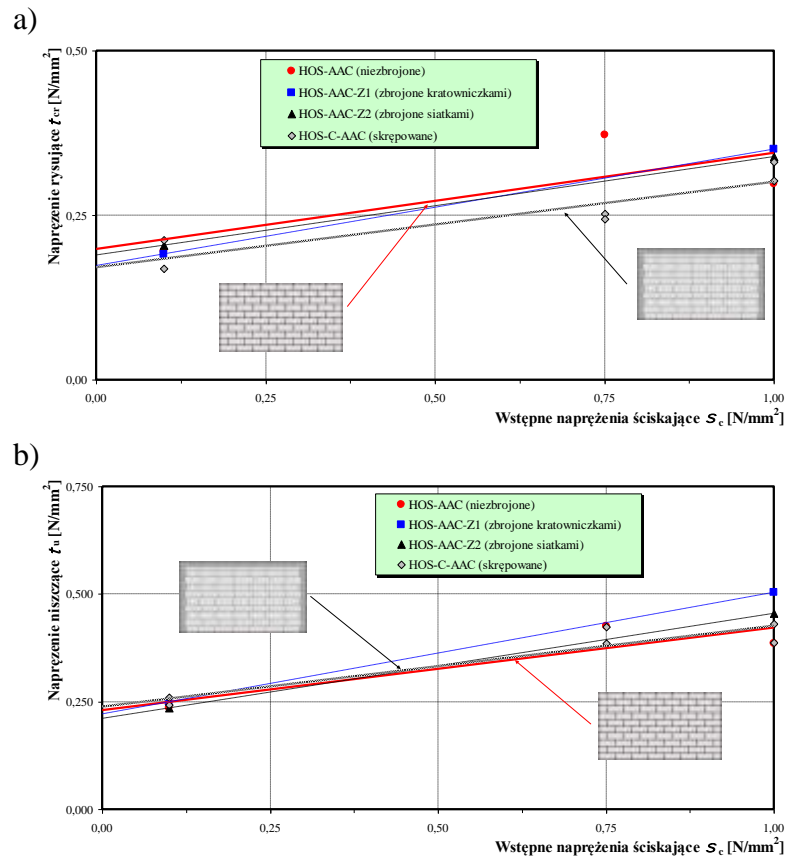 a)
0,50
HOS-AAC (niezbrojone)
HOS-AAC-Z1 (zbrojone kratowniczkami)
HOS-AAC-Z2 (zbrojone siatkami)
HOS-C-AAC (skrępowane)
Naprężenie rysujące t cr [N/mm²]
0,25
0,00
0,00 0,25 0,50 0,75 1,00
Wstępne naprężenia ściskające s c [N/mm²]
b)
0,750
HOS-AAC (niezbrojone)
HOS-AAC-Z1 (zbrojone kratowniczkami)
HOS-AAC-Z2 (zbrojone siatkami)
HOS-C-AAC (skrępowane)
Naprężenie niszczące t u [N/mm²]
0,500
0,250
0,000
0,00 0,25 0,50 0,75 1,00
Wstępne naprężenia ściskające s c [N/mm²]